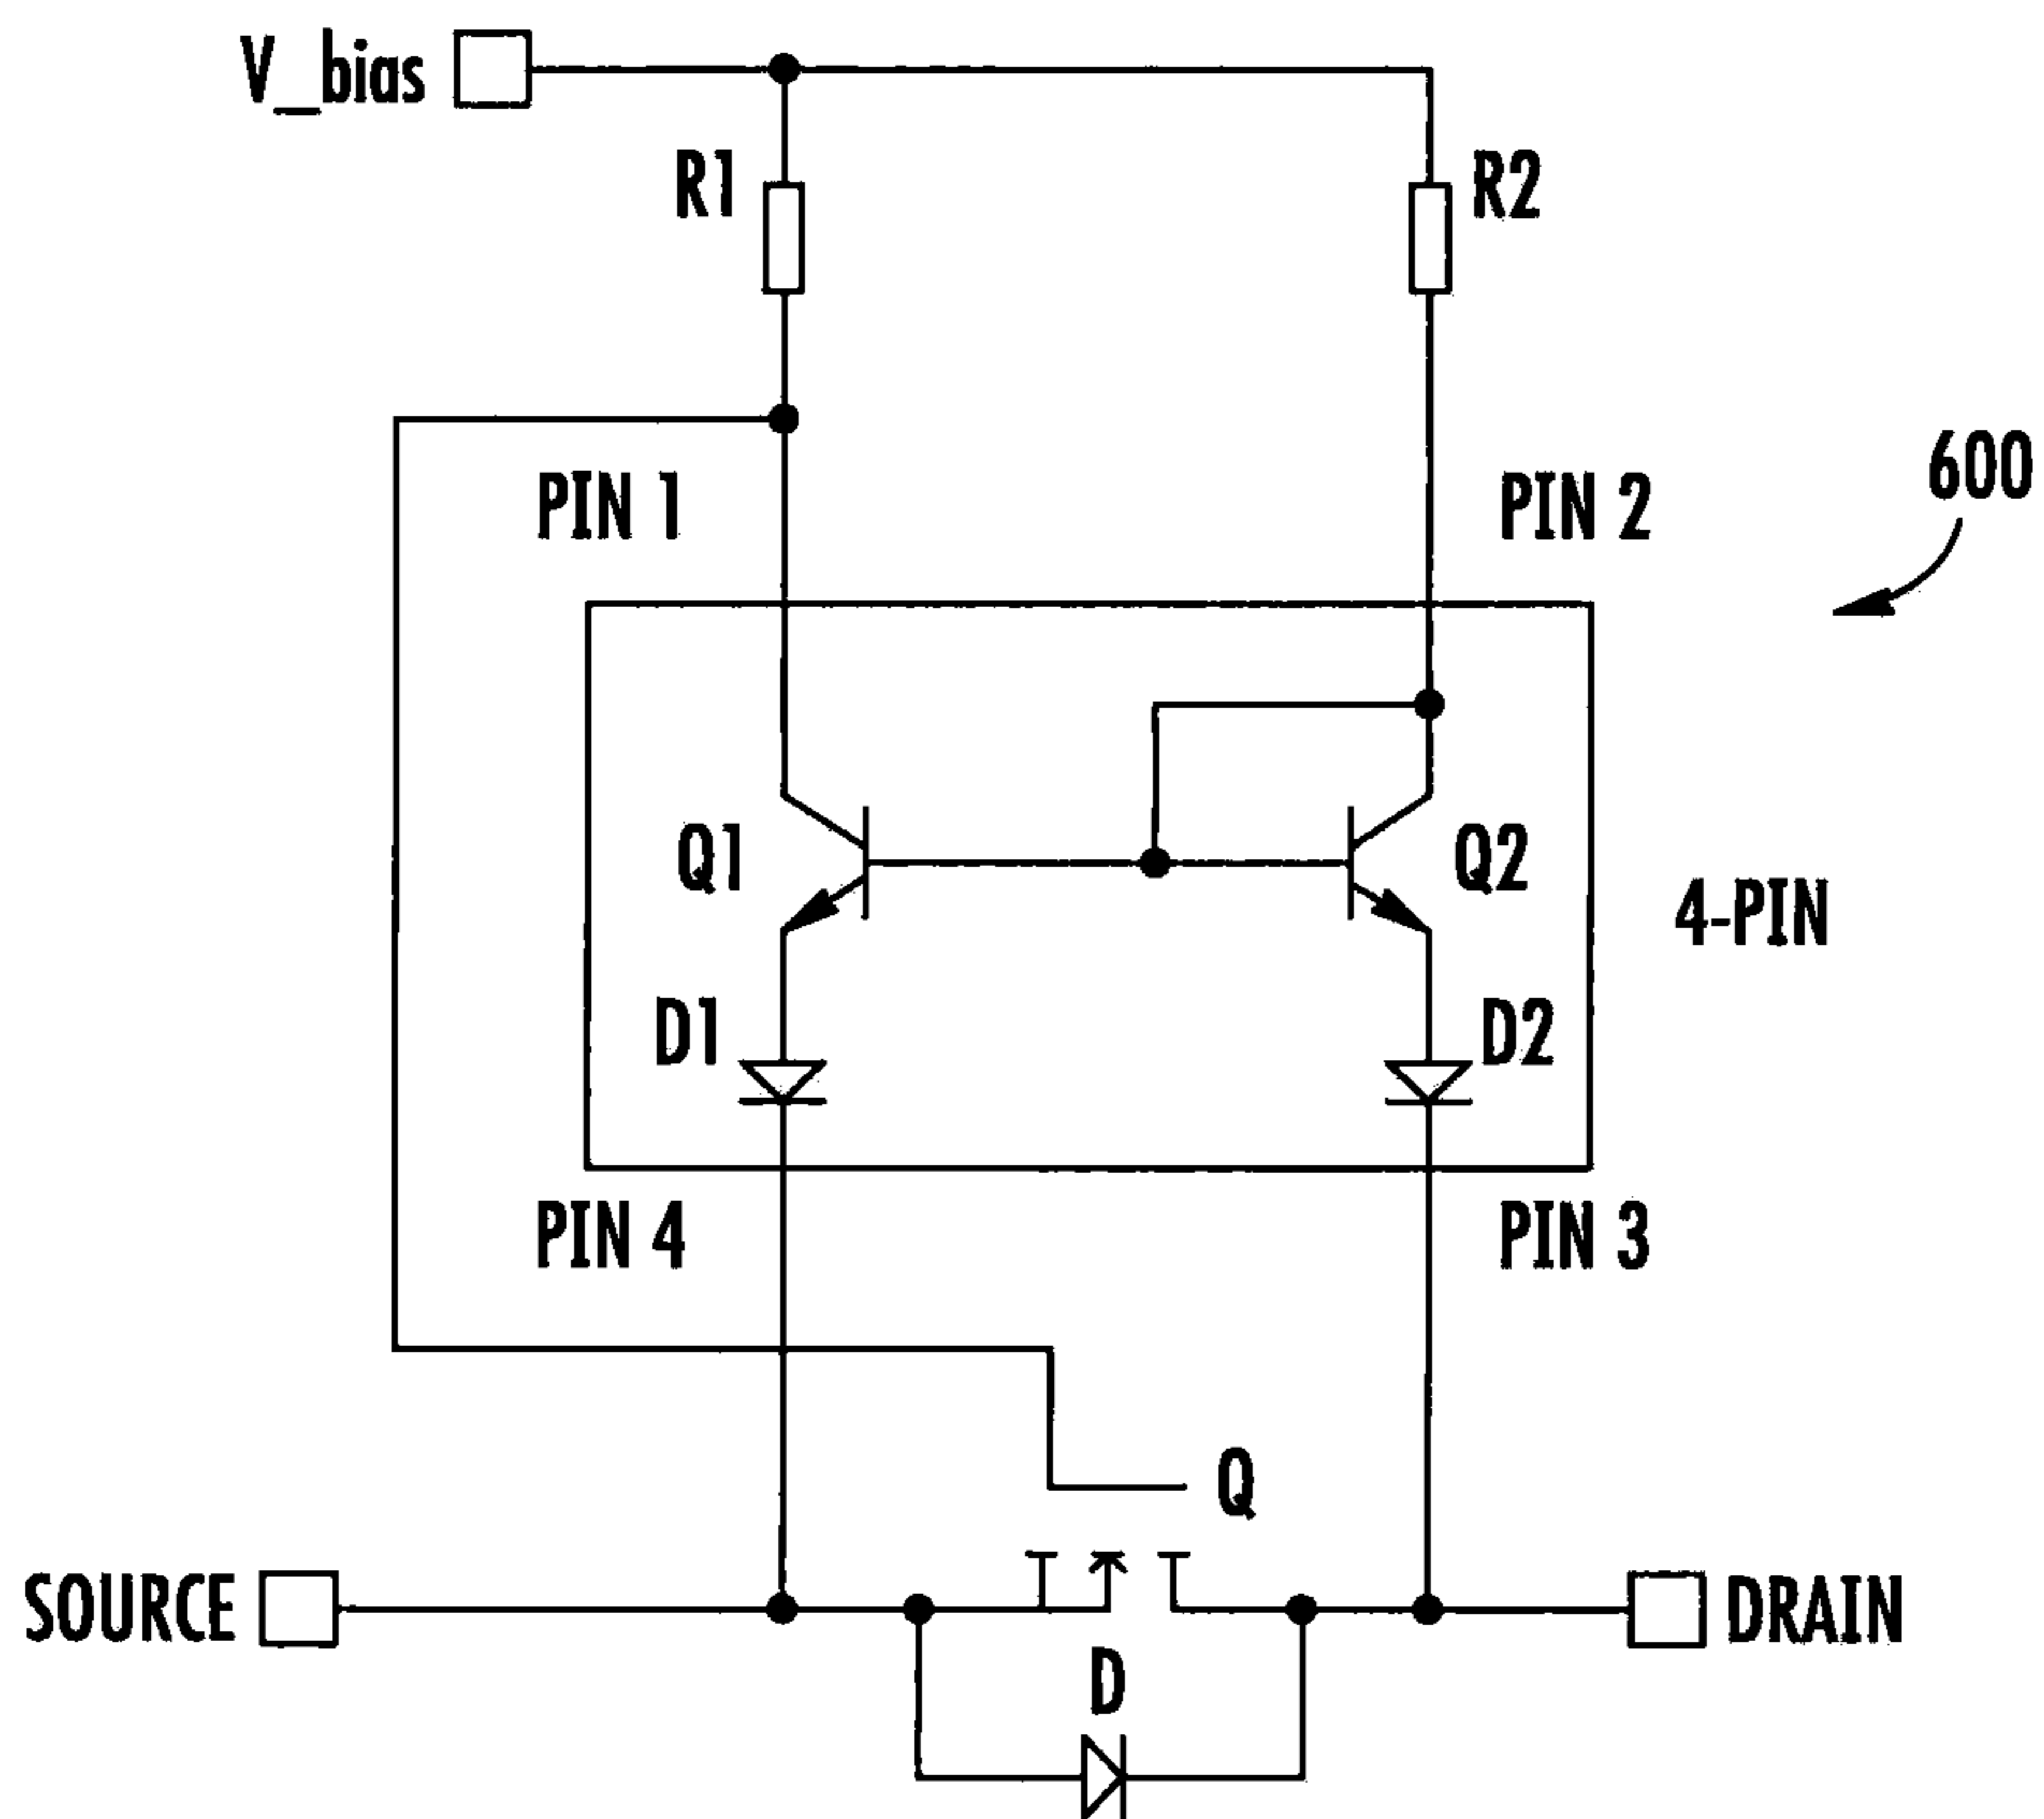 V_bias
R1
R2
PIN 1
PIN 2
600
Q1
Q2
4-PIN
D1
D2
PIN 4
PIN 3
Q
SOURCE
DRAIN
D